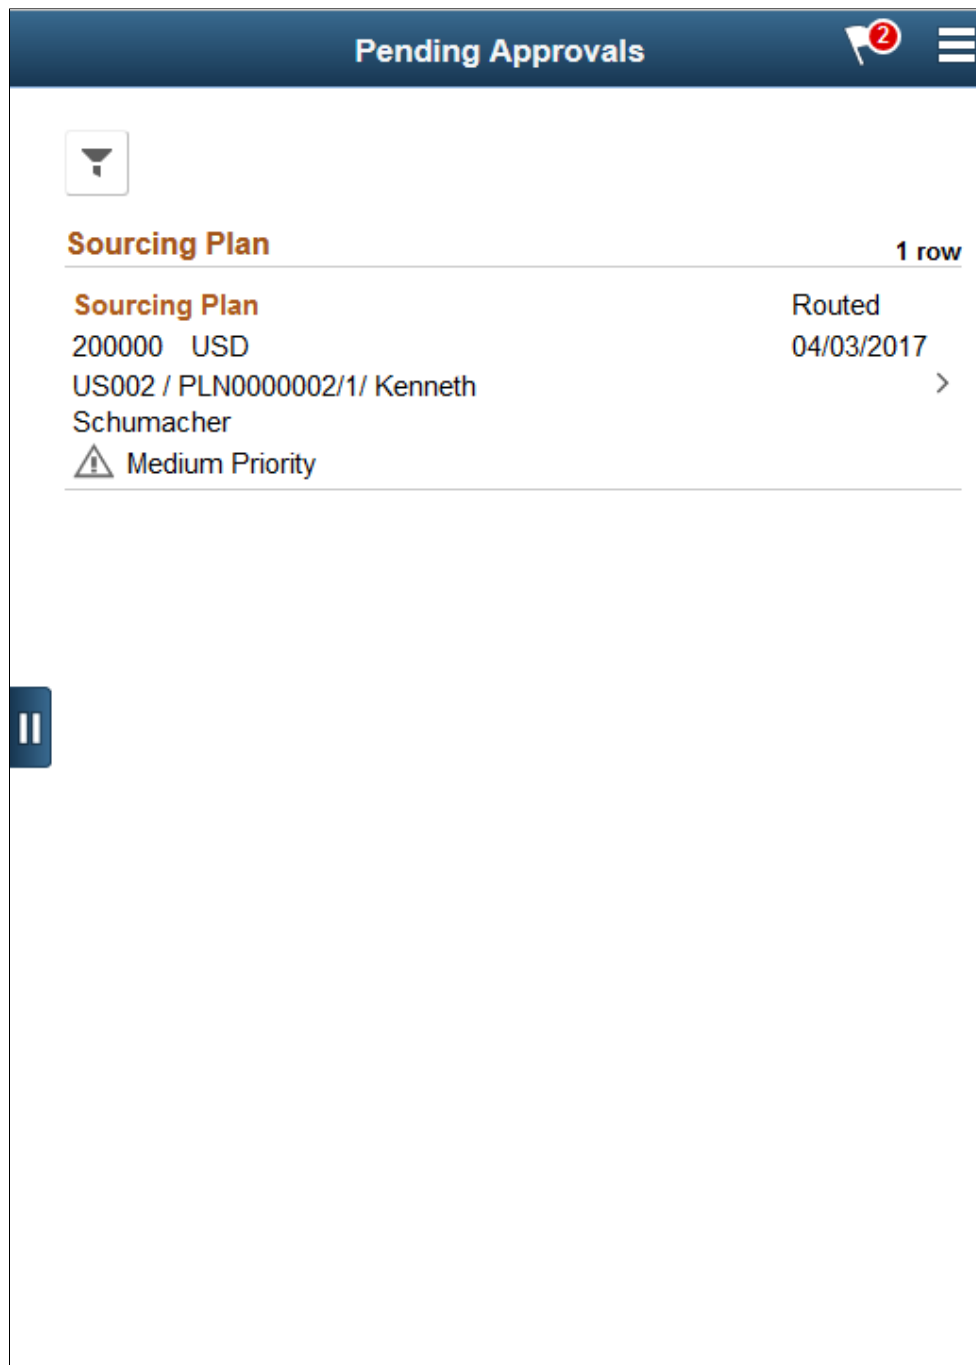 Pending Approvals
2
Sourcing Plan
1 row
Sourcing Plan
Routed
200000 USD
04/03/2017
US002 / PLN0000002/1/ Kenneth
Schumacher
Medium Priority